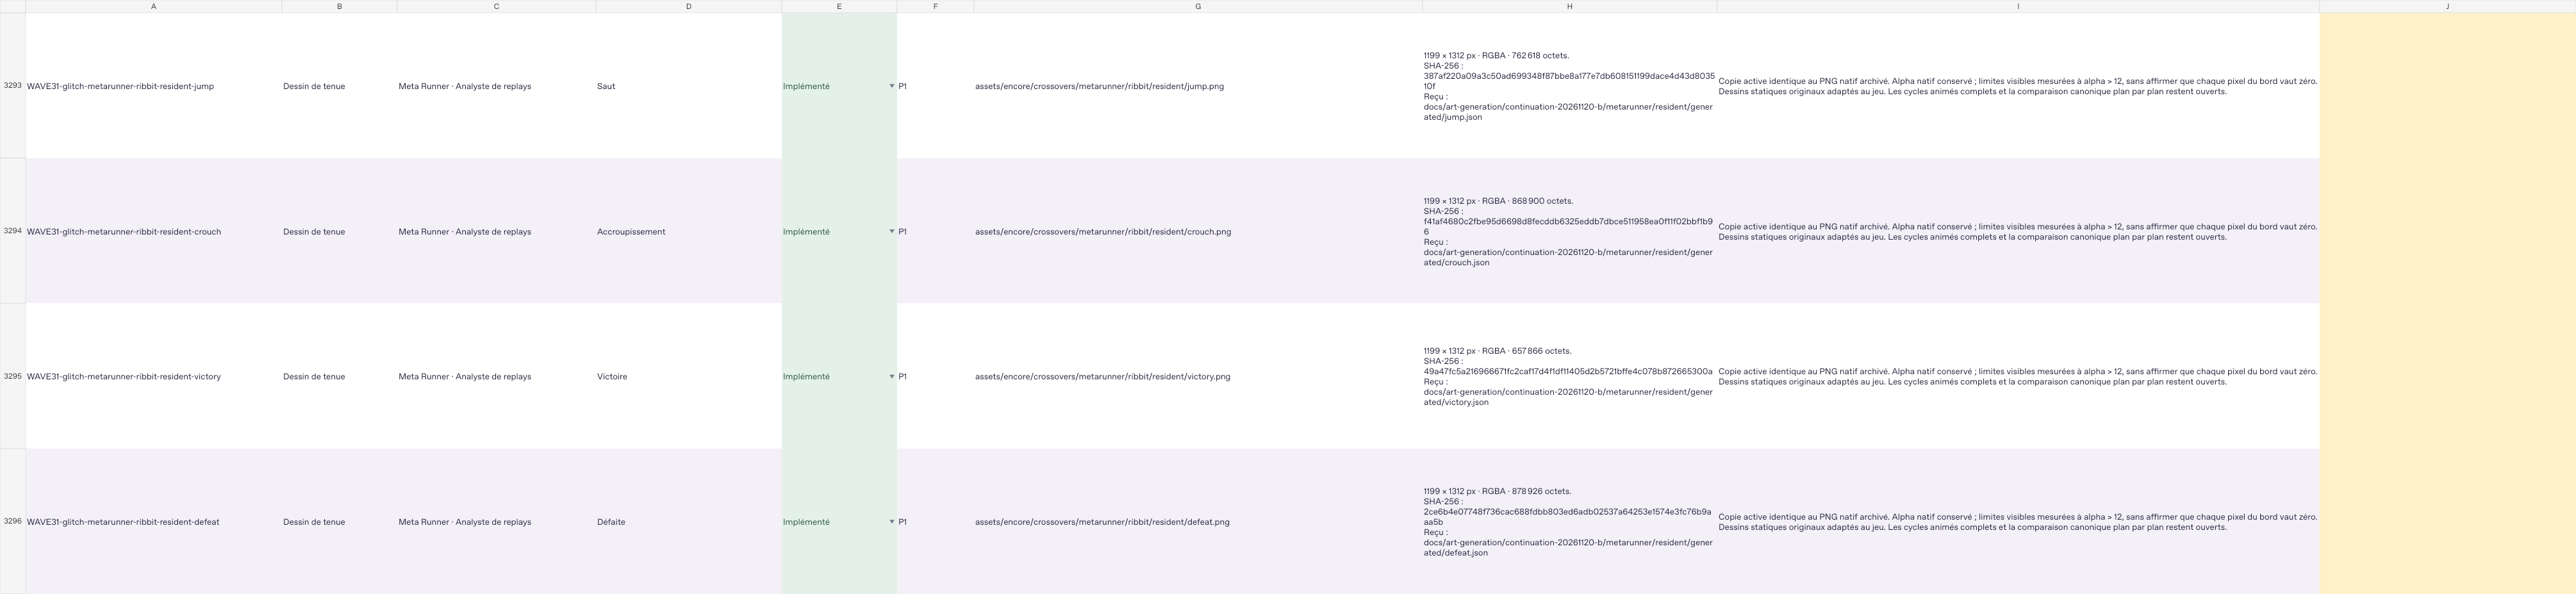 A B C D E F G H I J
3293 WAVE31-glitch-metarunner-ribbit-resident-jump Dessin de tenue Meta Runner · Analyste de replays Saut Implémenté P1 assets/encore/crossovers/metarunner/ribbit/resident/jump.png
1199 × 1312 px · RGBA · 762 618 octets.
SHA-256 :
387af220a09a3c50ad699348f87bbe8a177e7db608151199dace4d43d8035
10f
Reçu :
docs/art-generation/continuation-20261120-b/metarunner/resident/gener
ated/jump.json
Copie active identique au PNG natif archivé. Alpha natif conservé ; limites visibles mesurées à alpha > 12, sans affirmer que chaque pixel du bord vaut zéro.
Dessins statiques originaux adaptés au jeu. Les cycles animés complets et la comparaison canonique plan par plan restent ouverts.
3294 WAVE31-glitch-metarunner-ribbit-resident-crouch Dessin de tenue Meta Runner · Analyste de replays Accroupissement Implémenté P1 assets/encore/crossovers/metarunner/ribbit/resident/crouch.png
1199 × 1312 px · RGBA · 868 900 octets.
SHA-256 :
f41af4680c2fbe95d6698d8fecddb6325eddb7dbce511958ea0f11f02bbf1b9
6
Reçu :
docs/art-generation/continuation-20261120-b/metarunner/resident/gener
ated/crouch.json
Copie active identique au PNG natif archivé. Alpha natif conservé ; limites visibles mesurées à alpha > 12, sans affirmer que chaque pixel du bord vaut zéro.
Dessins statiques originaux adaptés au jeu. Les cycles animés complets et la comparaison canonique plan par plan restent ouverts.
3295 WAVE31-glitch-metarunner-ribbit-resident-victory Dessin de tenue Meta Runner · Analyste de replays Victoire Implémenté P1 assets/encore/crossovers/metarunner/ribbit/resident/victory.png
1199 × 1312 px · RGBA · 657 866 octets.
SHA-256 :
49a47fc5a216966671fc2caf17d4f1df11405d2b5721bffe4c078b872665300a
Reçu :
docs/art-generation/continuation-20261120-b/metarunner/resident/gener
ated/victory.json
Copie active identique au PNG natif archivé. Alpha natif conservé ; limites visibles mesurées à alpha > 12, sans affirmer que chaque pixel du bord vaut zéro.
Dessins statiques originaux adaptés au jeu. Les cycles animés complets et la comparaison canonique plan par plan restent ouverts.
3296 WAVE31-glitch-metarunner-ribbit-resident-defeat Dessin de tenue Meta Runner · Analyste de replays Défaite Implémenté P1 assets/encore/crossovers/metarunner/ribbit/resident/defeat.png
1199 × 1312 px · RGBA · 878 926 octets.
SHA-256 :
2ce6b4e07748f736cac688fdbb803ed6adb02537a64253e1574e3fc76b9a
aa5b
Reçu :
docs/art-generation/continuation-20261120-b/metarunner/resident/gener
ated/defeat.json
Copie active identique au PNG natif archivé. Alpha natif conservé ; limites visibles mesurées à alpha > 12, sans affirmer que chaque pixel du bord vaut zéro.
Dessins statiques originaux adaptés au jeu. Les cycles animés complets et la comparaison canonique plan par plan restent ouverts.